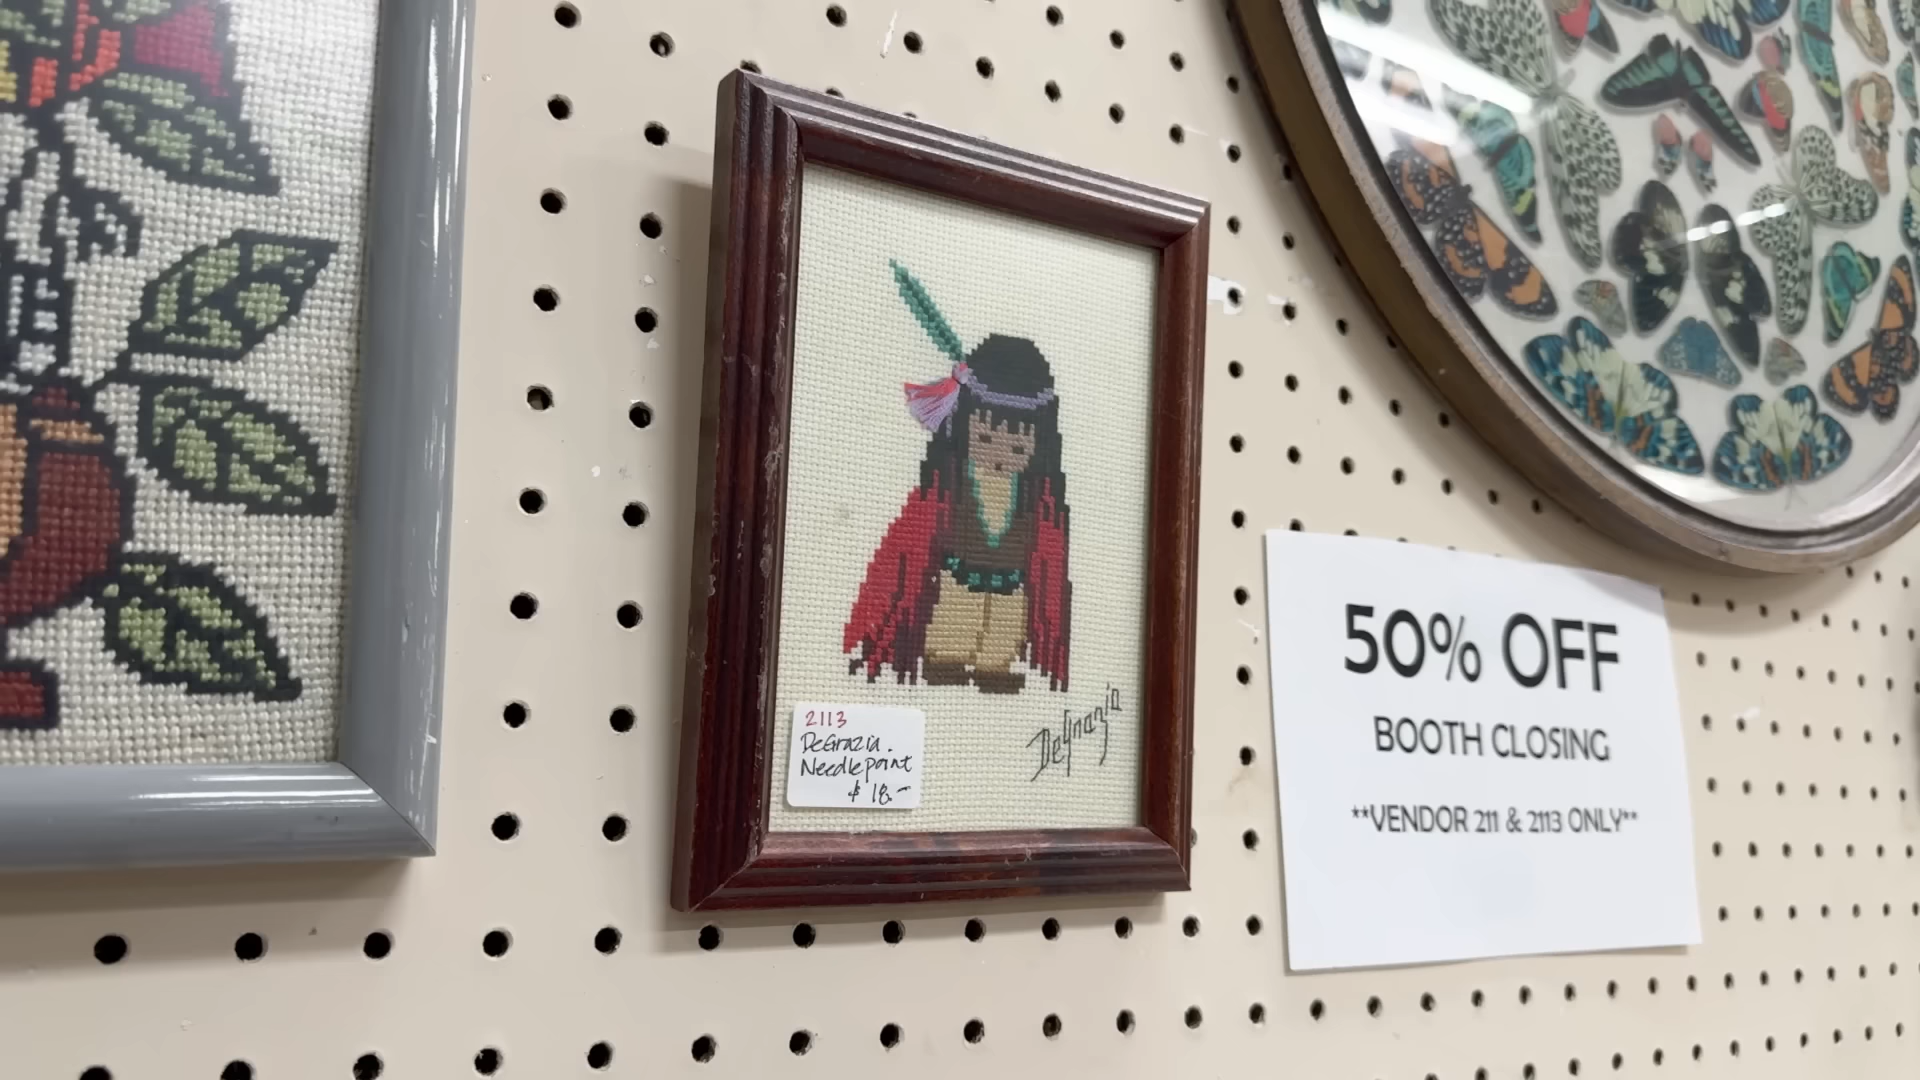 2113
DeGrazia.
Needlepoint
$ 18.-
DeGrazia
50% OFF
BOOTH CLOSING
**VENDOR 211 & 2113 ONLY**